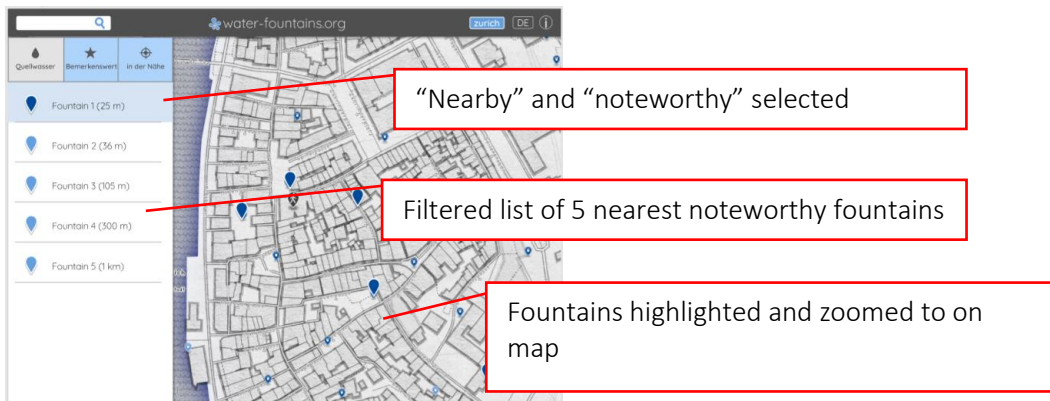 water-fountains.org
zurich
DE
i
Quellwasser
Bemerkenswert
in der Nähe
Fountain 1 (25 m)
Fountain 2 (36 m)
Fountain 3 (105 m)
Fountain 4 (300 m)
Fountain 5 (1 km)
“Nearby” and “noteworthy” selected
Filtered list of 5 nearest noteworthy fountains
Fountains highlighted and zoomed to on
map